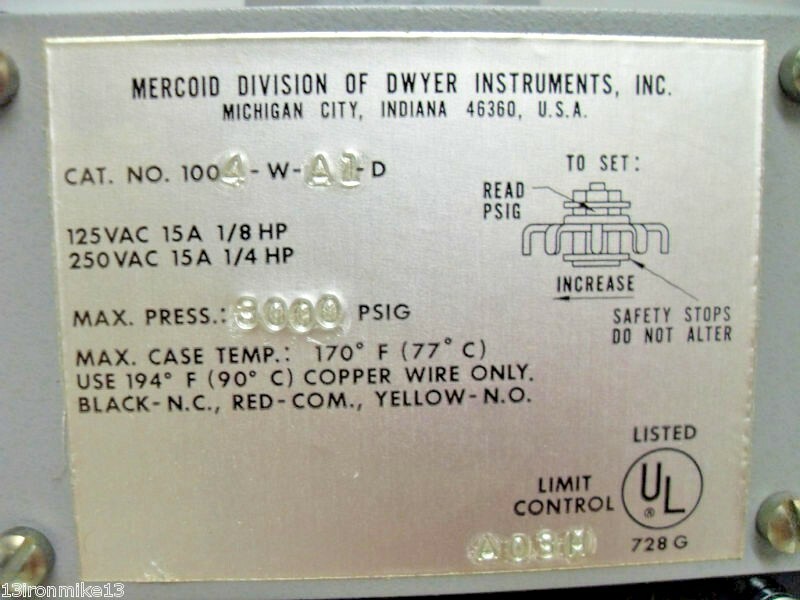 MERCOID DIVISION OF DWYER INSTRUMENTS, INC.
MICHIGAN CITY, INDIANA 46360, U.S.A.
CAT. NO. 1004-W-A1-D
TO SET:
READ
PSIG
125VAC 15A 1/8 HP
250VAC 15A 1/4 HP
INCREASE
SAFETY STOPS
DO NOT ALTER
MAX. PRESS.: 3000 PSIG
MAX. CASE TEMP.: 170° F (77° C)
USE 194° F (90° C) COPPER WIRE ONLY.
BLACK-N.C., RED-COM., YELLOW-N.O.
LISTED
LIMIT
CONTROL
UL
®
728 G
13ironmike13
13ironmike13